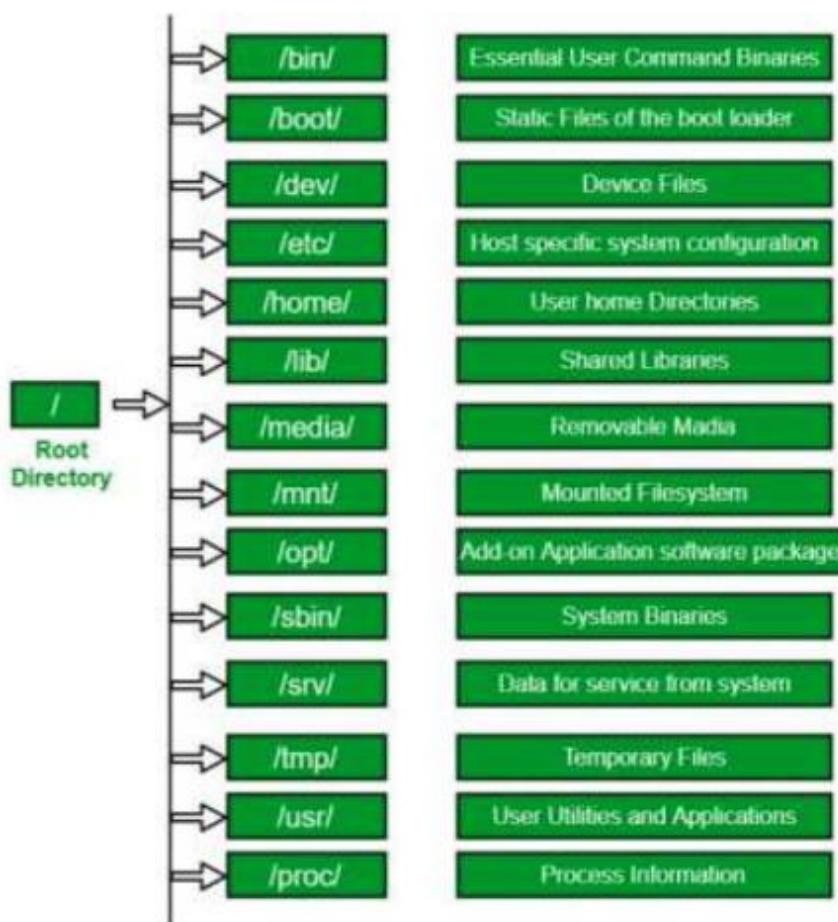 /bin/ Essential User Command Binaries
/boot/ Static Files of the boot loader
/dev/ Device Files
/etc/ Host specific system configuration
/home/ User home Directories
/lib/ Shared Libraries
/
Root
Directory
/media/ Removable Madia
/mnt/ Mounted Filesystem
/opt/ Add-on Application software package
/sbin/ System Binaries
/srv/ Data for service from system
/tmp/ Temporary Files
/usr/ User Utilities and Applications
/proc/ Process Information